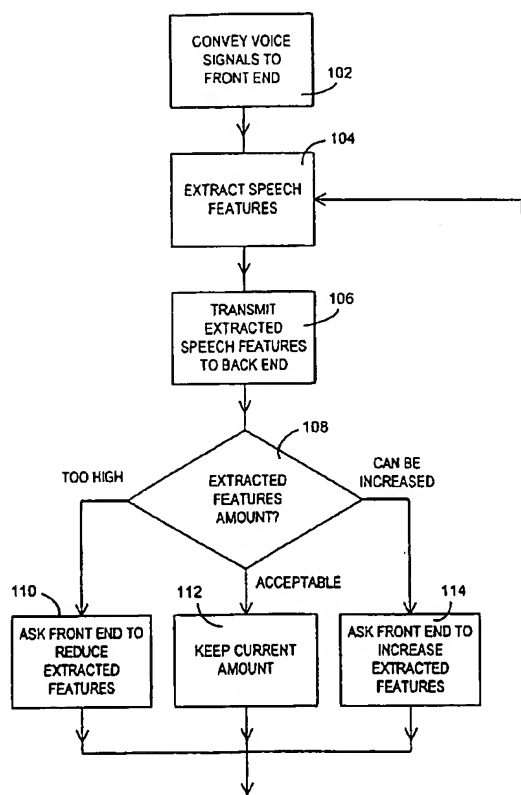 CONVEY VOICE
SIGNALS TO
FRONT END
102
104
EXTRACT SPEECH
FEATURES
106
TRANSMIT
EXTRACTED
SPEECH FEATURES
TO BACK END
108
TOO HIGH
EXTRACTED
FEATURES
AMOUNT?
CAN BE
INCREASED
ACCEPTABLE
110
ASK FRONT END TO
REDUCE
EXTRACTED
FEATURES
112
KEEP CURRENT
AMOUNT
114
ASK FRONT END TO
INCREASE
EXTRACTED
FEATURES